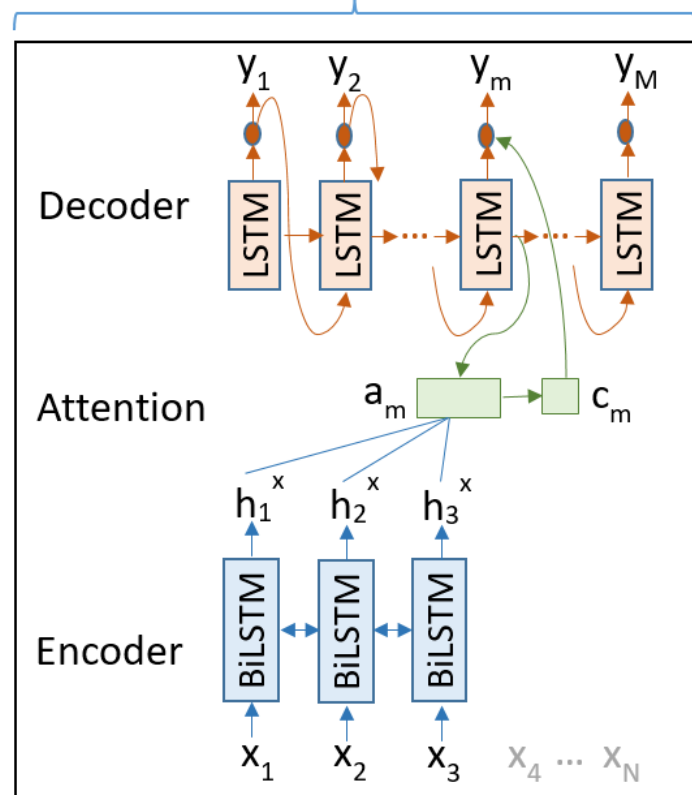 y1 y2 ym yM
Decoder
LSTM LSTM ... LSTM ... LSTM
Attention am cm
h1x h2x h3x
Encoder
BiLSTM BiLSTM BiLSTM
x1 x2 x3 x4 ... xN